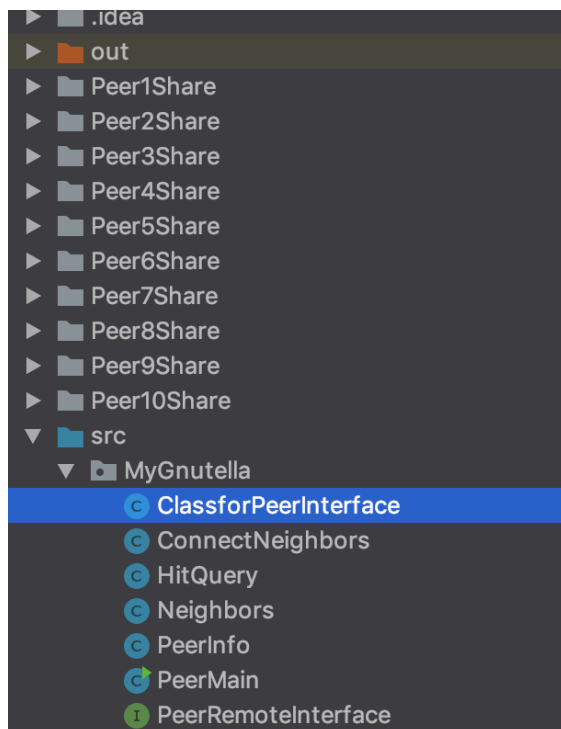 .idea
out
Peer1Share
Peer2Share
Peer3Share
Peer4Share
Peer5Share
Peer6Share
Peer7Share
Peer8Share
Peer9Share
Peer10Share
src
MyGnutella
C ClassforPeerInterface
C ConnectNeighbors
C HitQuery
C Neighbors
C PeerInfo
C PeerMain
I PeerRemoteInterface